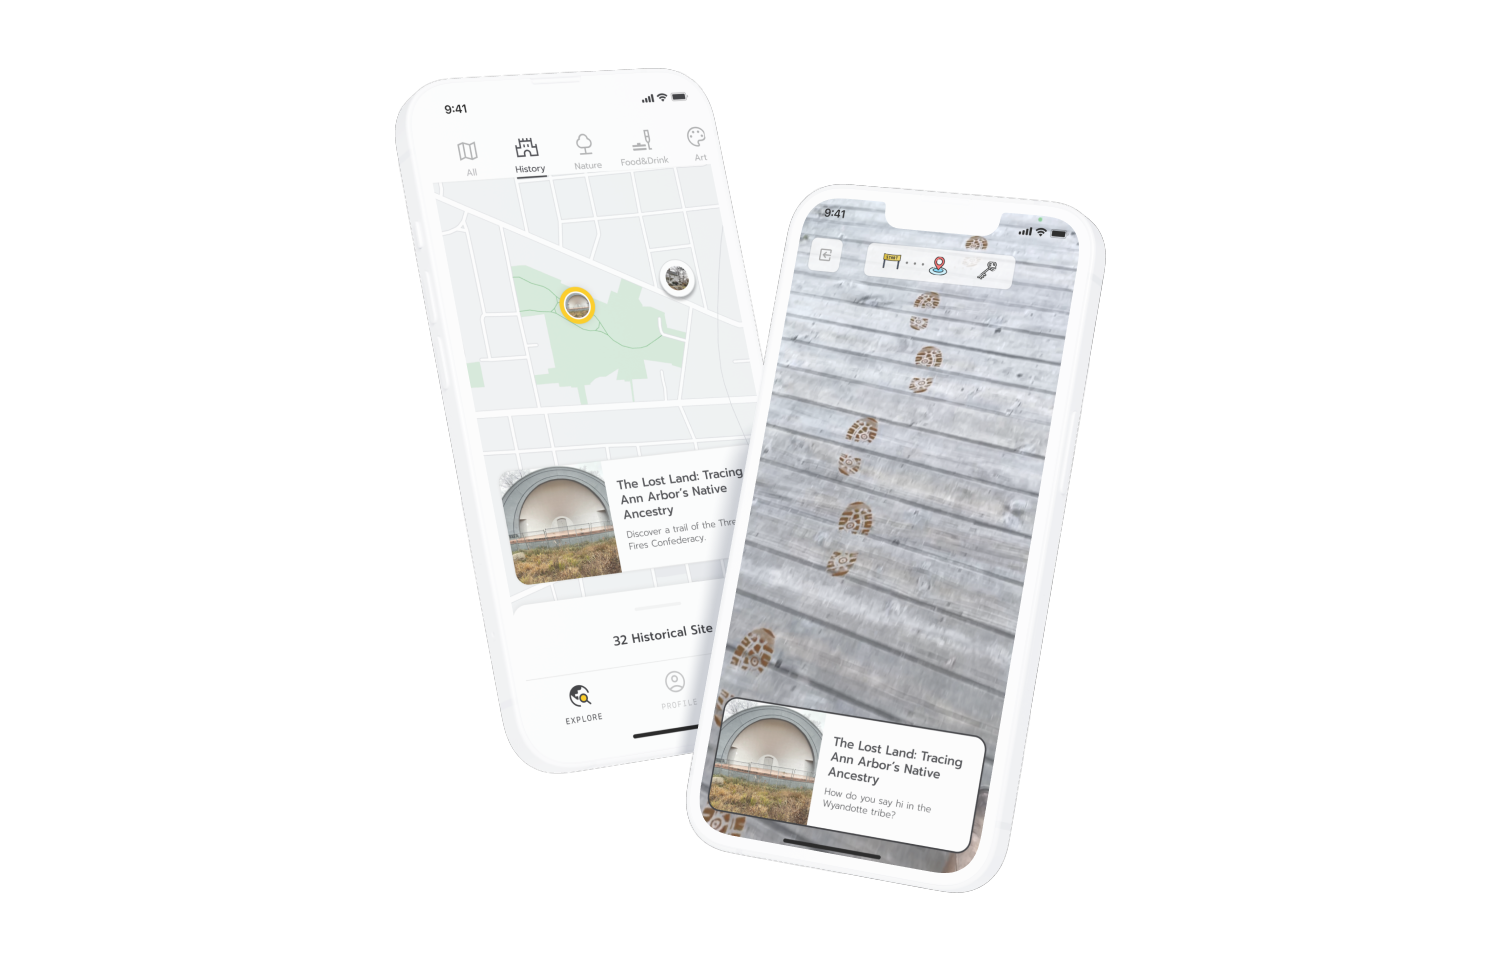 9:41
All
History
Nature
Food&Drink
Art
The Lost Land: Tracing
Ann Arbor's Native
Ancestry
Discover a trail of the Thre
Fires Confederacy.
32 Historical Site
EXPLORE
PROFILE
9:41
START
The Lost Land: Tracing
Ann Arbor's Native
Ancestry
How do you say hi in the
Wyandotte tribe?